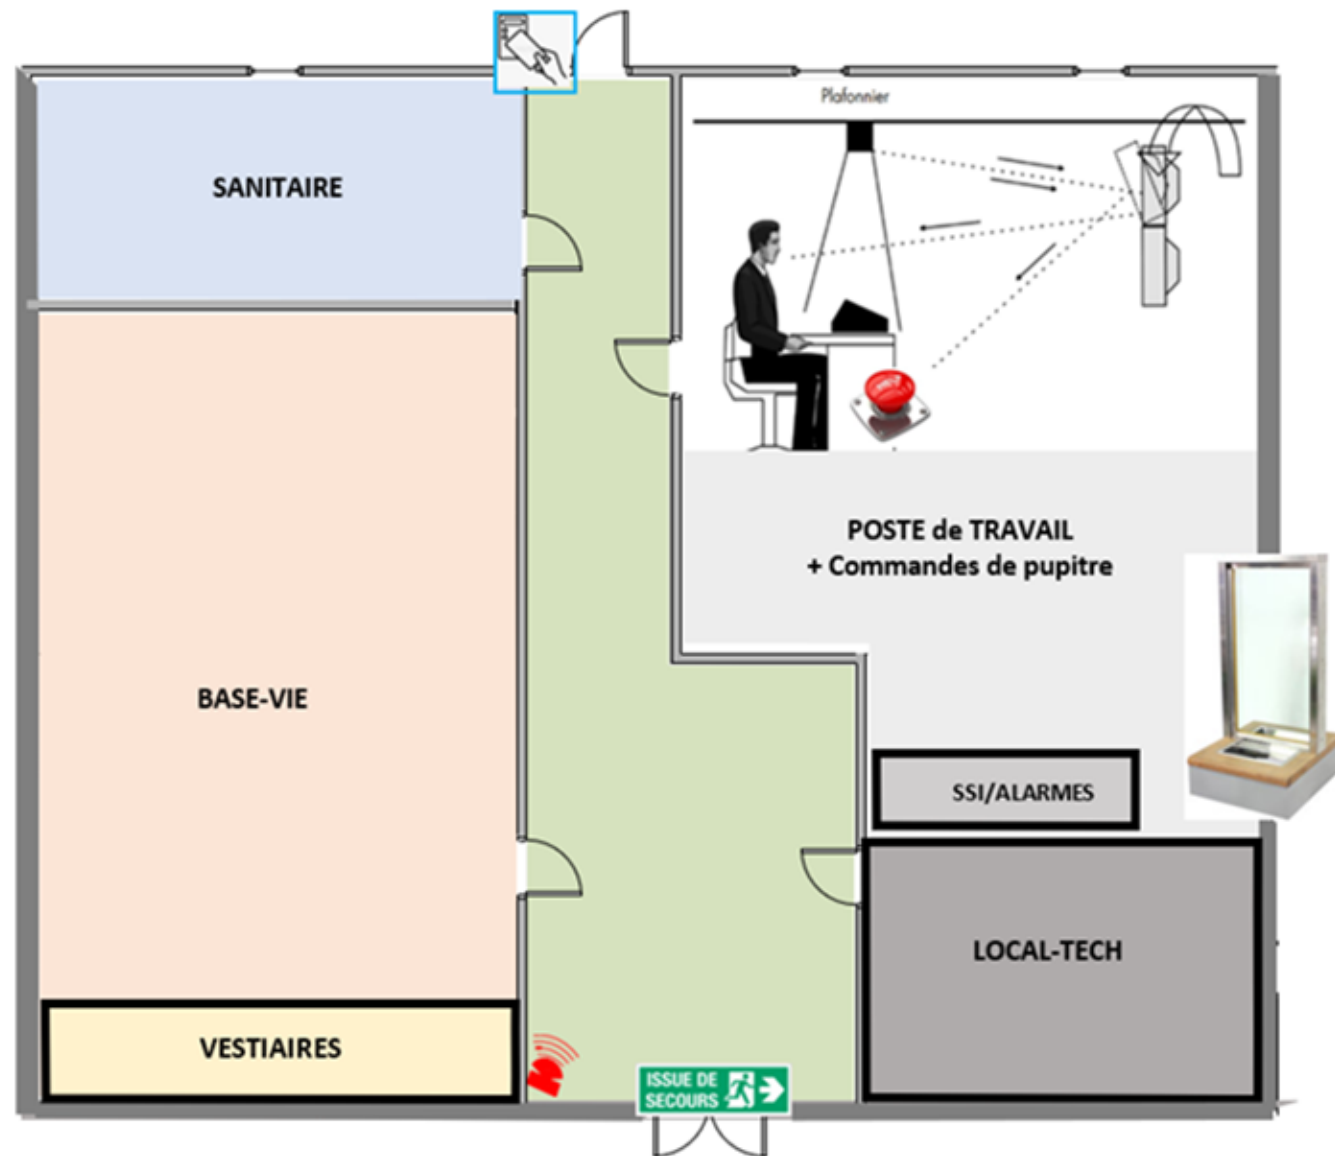 Plafonnier
SANITAIRE
POSTE de TRAVAIL
+ Commandes de pupitre
BASE-VIE
SSI/ALARMES
LOCAL-TECH
VESTIAIRES
ISSUE DE
SECOURS